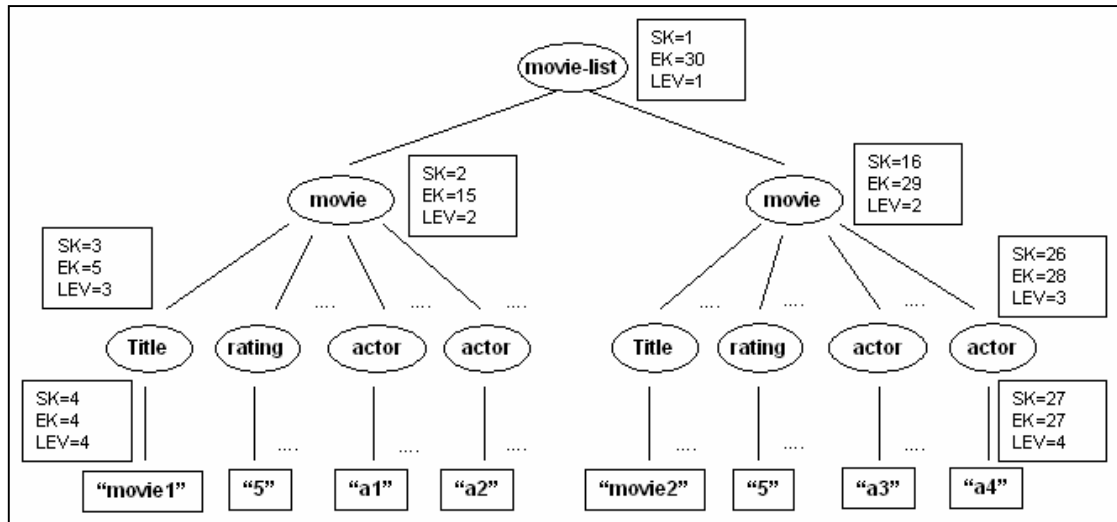 SK=1
EK=30
LEV=1
movie-list
SK=2
EK=15
LEV=2
movie
SK=16
EK=29
LEV=2
movie
SK=3
EK=5
LEV=3
SK=26
EK=28
LEV=3
.... .... .... .... .... ....
Title rating actor actor Title rating actor actor
SK=4
EK=4
LEV=4
SK=27
EK=27
LEV=4
.... .... .... .... ....
“movie1” “5” “a1” “a2” “movie2” “5” “a3” “a4”